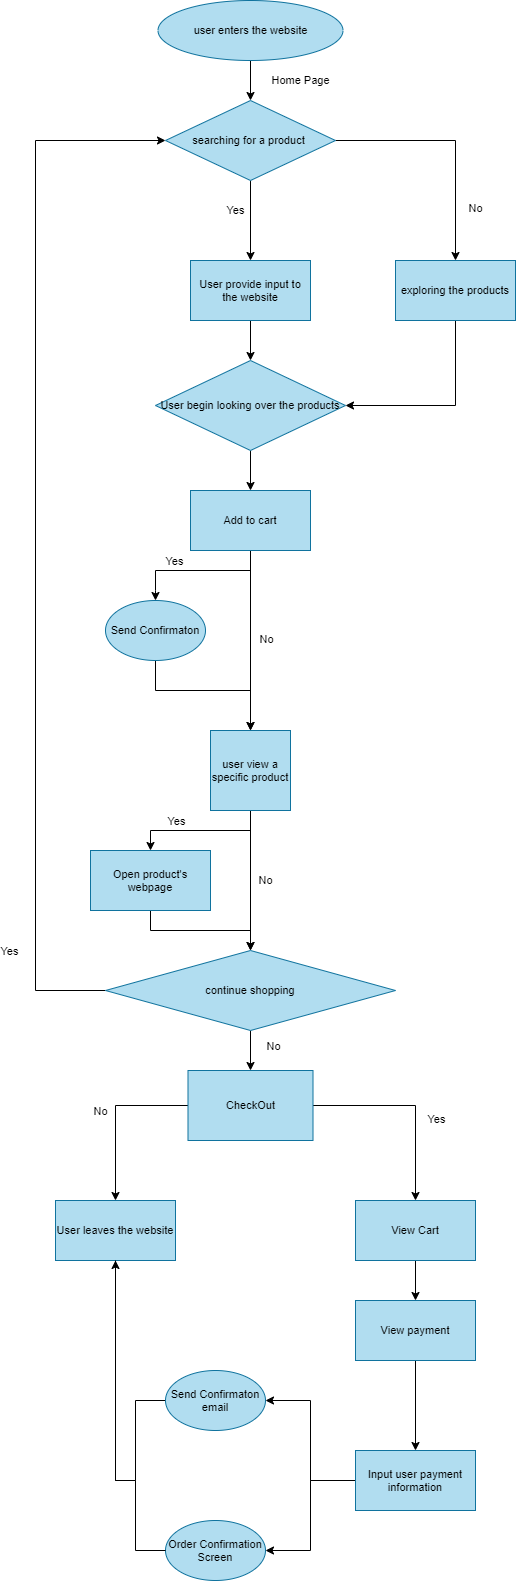 user enters the website
Home Page
searching for a product
Yes
No
User provide input to
the website
exploring the products
User begin looking over the products
Add to cart
Yes
Send Confirmaton
No
user view a
specific product
Yes
Open product's
webpage
No
Yes
continue shopping
No
CheckOut
No
Yes
User leaves the website
View Cart
View payment
Send Confirmaton
email
Input user payment
information
Order Confirmation
Screen